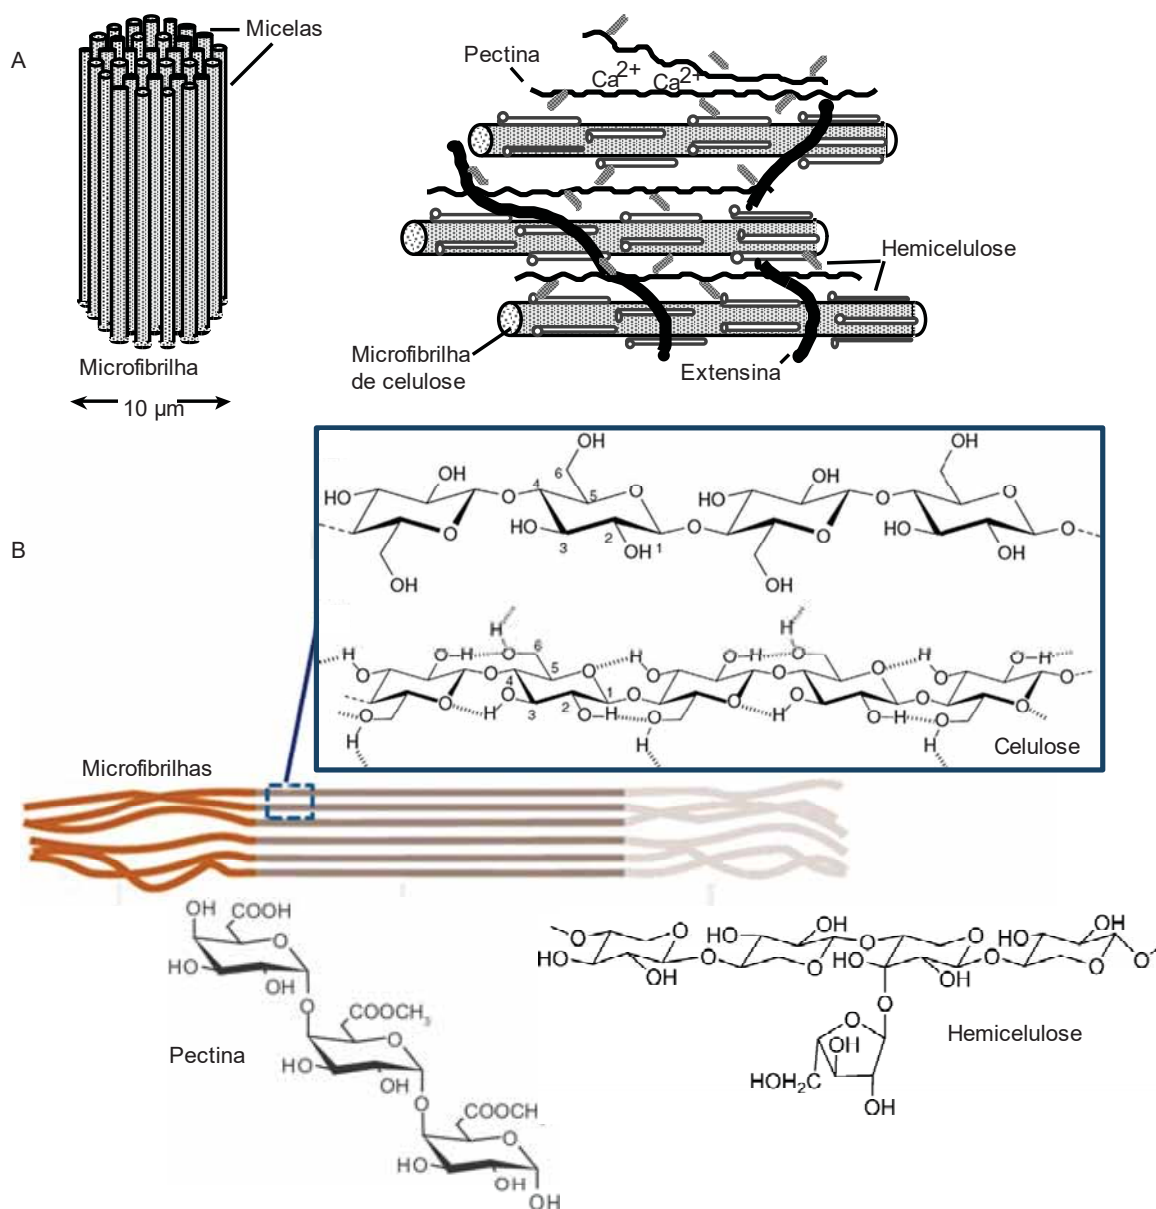 A
Micelas
Microfibrilha
10 µm
Pectina
Ca2+
Ca2+
Hemicelulose
Microfibrilha
de celulose
Extensina
B
OH
OH
6
OH
OH
HO
O
4
5
O
HO
O
O
HO
3
2
OH
1
O
HO
OH
O
O
HO
OH
O
OH
OH
H
6
H
O
O-H
O
5
O
H
O
O-H
O
O
H
O
O-H
O
4
HO
3
2
O-H
1
O
O
H
Celulose
Microfibrilhas
OH
COOH
O
HO
OH
O
COOCH3
O
HO
OH
O
COOCH
O
HO
OH
OH
Pectina
O
O
HO
OH
O
HO
OH
O
O
O
HO
OH
O
HO
OH
O
O
O
O
OH
HOH2C
OH
Hemicelulose